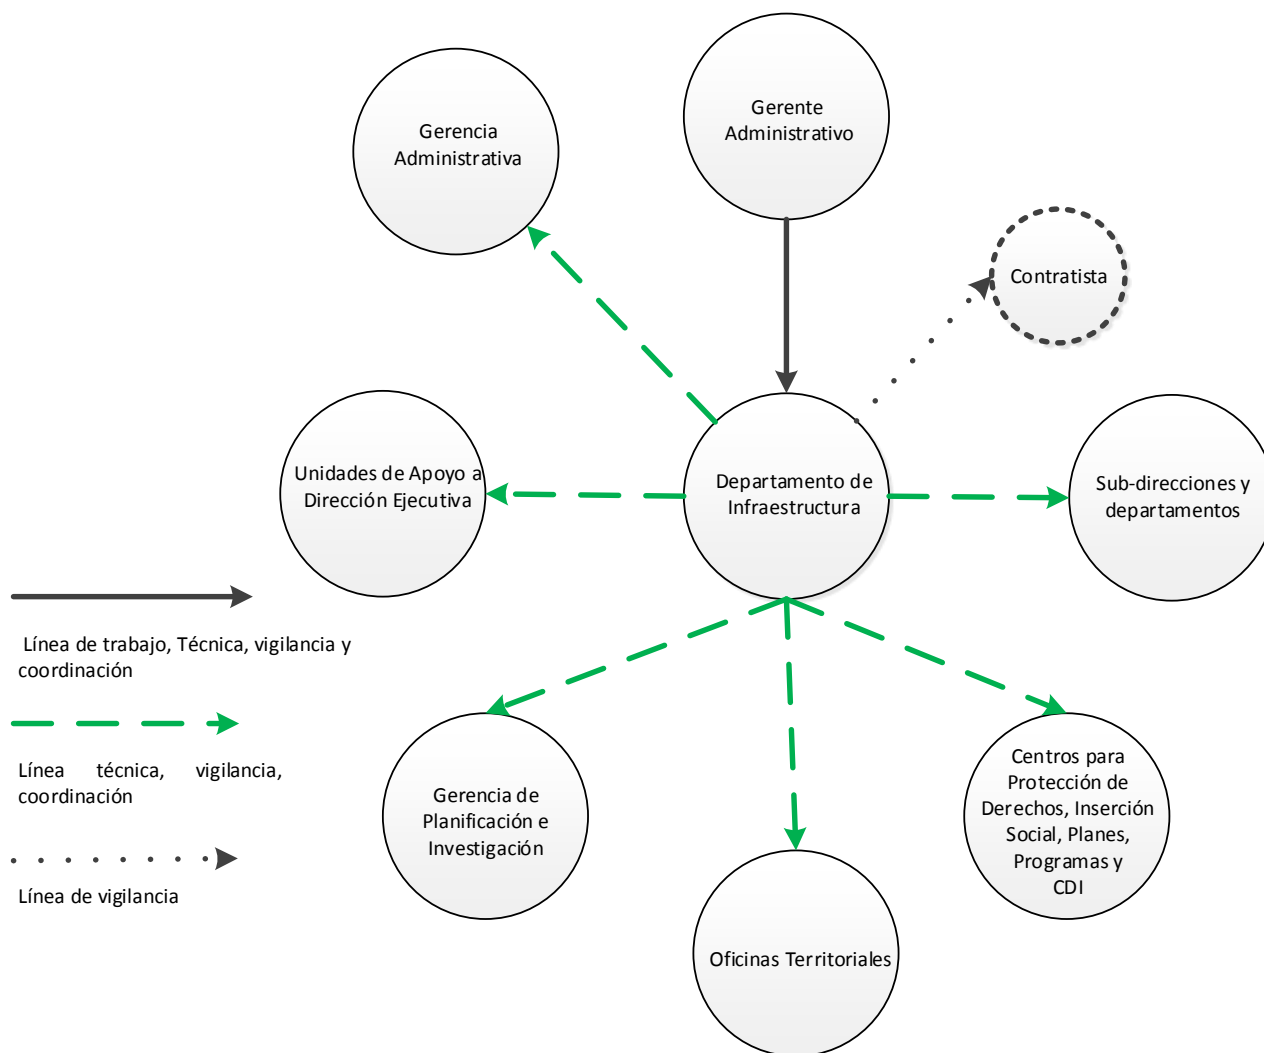 Gerente
Administrativo
Gerencia
Administrativa
Contratista
Unidades de Apoyo a
Dirección Ejecutiva
Departamento de
Infraestructura
Sub-direcciones y
departamentos
Línea de trabajo, Técnica, vigilancia y
coordinación
Línea técnica, vigilancia,
coordinación
Línea de vigilancia
Gerencia de
Planificación e
Investigación
Oficinas Territoriales
Centros para
Protección de
Derechos, Inserción
Social, Planes,
Programas y
CDI